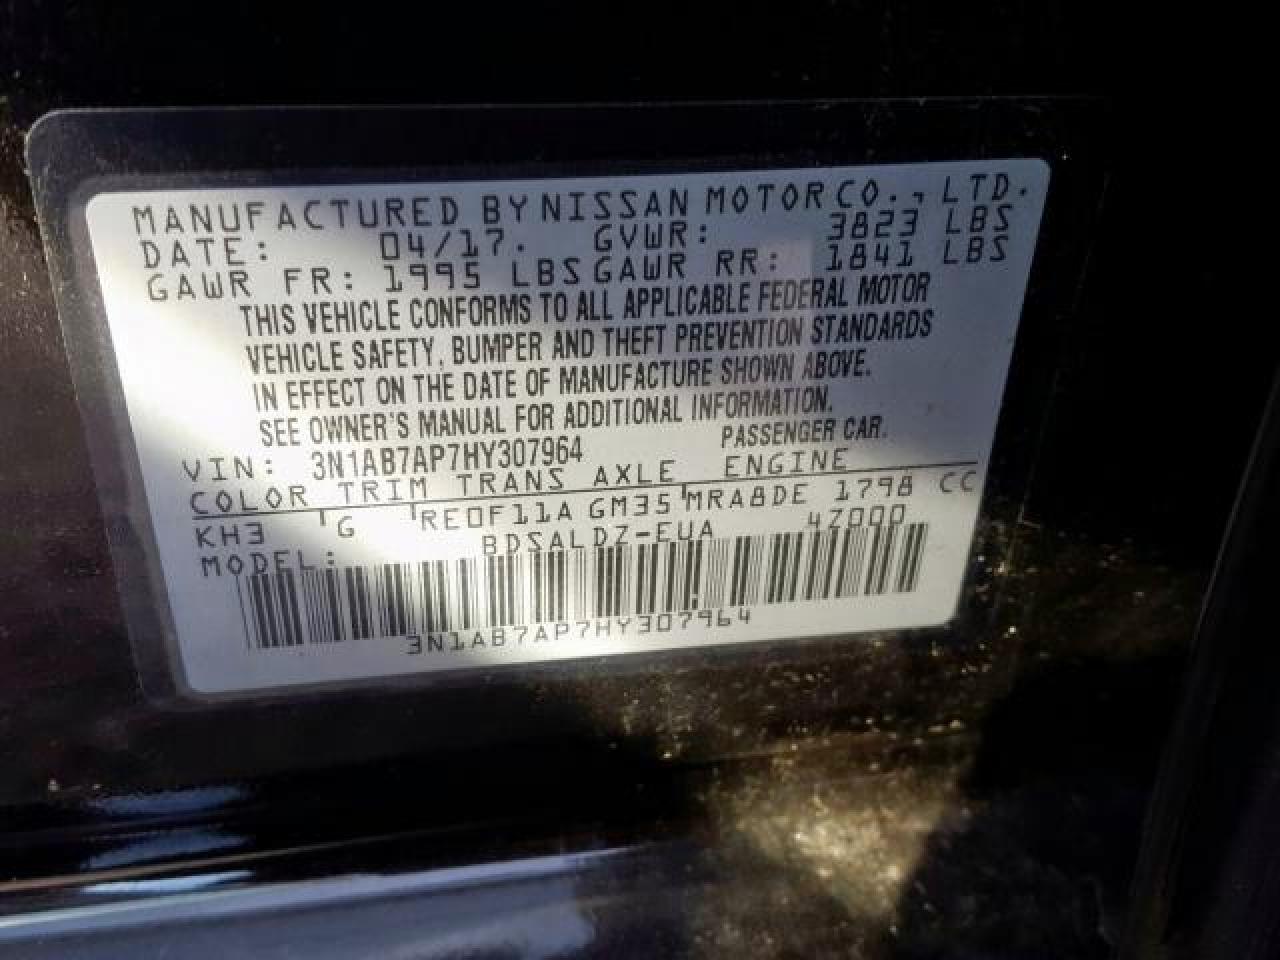 MANUFACTURED BY NISSAN MOTOR CO., LTD.
DATE: 04/17. GVWR: 3823 LBS
GAWR FR: 1995 LBS GAWR RR: 1841 LBS
THIS VEHICLE CONFORMS TO ALL APPLICABLE FEDERAL MOTOR
VEHICLE SAFETY, BUMPER AND THEFT PREVENTION STANDARDS
IN EFFECT ON THE DATE OF MANUFACTURE SHOWN ABOVE.
SEE OWNER'S MANUAL FOR ADDITIONAL INFORMATION.
VIN: 3N1AB7AP7HY307964 PASSENGER CAR.
COLOR TRIM TRANS AXLE ENGINE
KH3 G RE0F11A GM35 MRA8DE 1798 CC
MODEL: BDSALDZ-EUA 4Z000
3N1AB7AP7HY307964